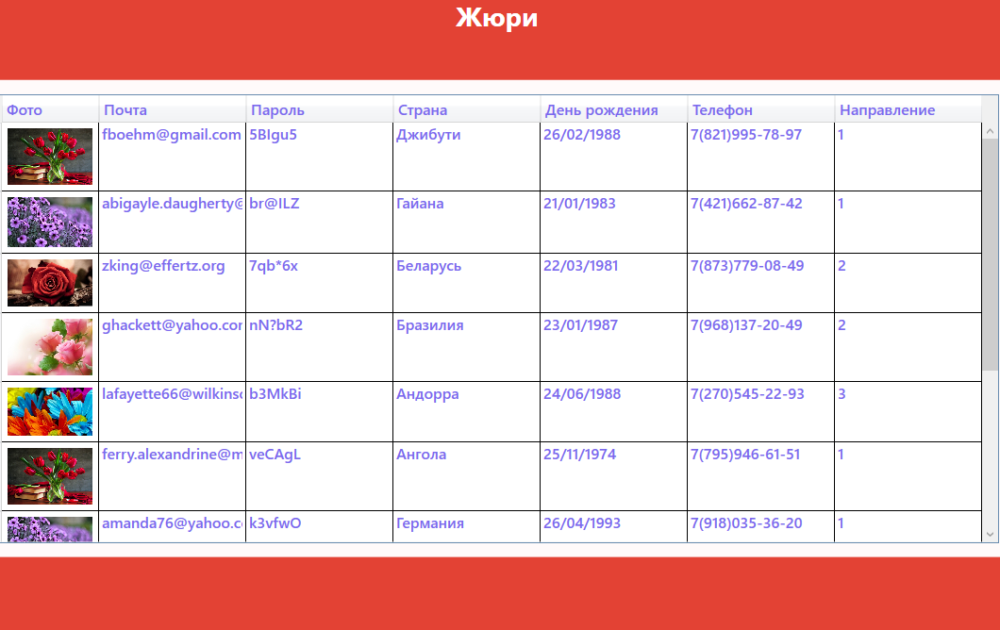 Жюри
Фото Почта Пароль Страна День рождения Телефон Направление
fboehm@gmail.com 5BIgu5 Джибути 26/02/1988 7(821)995-78-97 1
abigayle.daugherty@ br@ILZ Гайана 21/01/1983 7(421)662-87-42 1
zking@effertz.org 7qb*6x Беларусь 22/03/1981 7(873)779-08-49 2
ghackett@yahoo.com nN?bR2 Бразилия 23/01/1987 7(968)137-20-49 2
lafayette66@wilkinso b3MkBi Андорра 24/06/1988 7(270)545-22-93 3
ferry.alexandrine@m veCAgL Ангола 25/11/1974 7(795)946-61-51 1
amanda76@yahoo.c k3vfwO Германия 26/04/1993 7(918)035-36-20 1